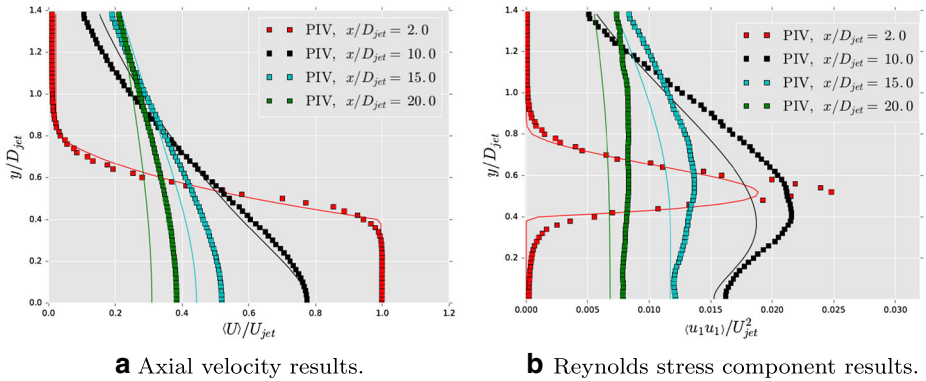 1.4
1.2
1.0
0.8
0.6
0.4
0.2
0.0
y/D_jet
PIV, x/D_jet = 2.0
PIV, x/D_jet = 10.0
PIV, x/D_jet = 15.0
PIV, x/D_jet = 20.0
0.0 0.2 0.4 0.6 0.8 1.0 1.2
⟨U⟩/U_jet
a Axial velocity results.
1.4
1.2
1.0
0.8
0.6
0.4
0.2
y/D_jet
PIV, x/D_jet = 2.0
PIV, x/D_jet = 10.0
PIV, x/D_jet = 15.0
PIV, x/D_jet = 20.0
0.000 0.005 0.010 0.015 0.020 0.025 0.030
⟨u₁u₁⟩/U²_jet
b Reynolds stress component results.